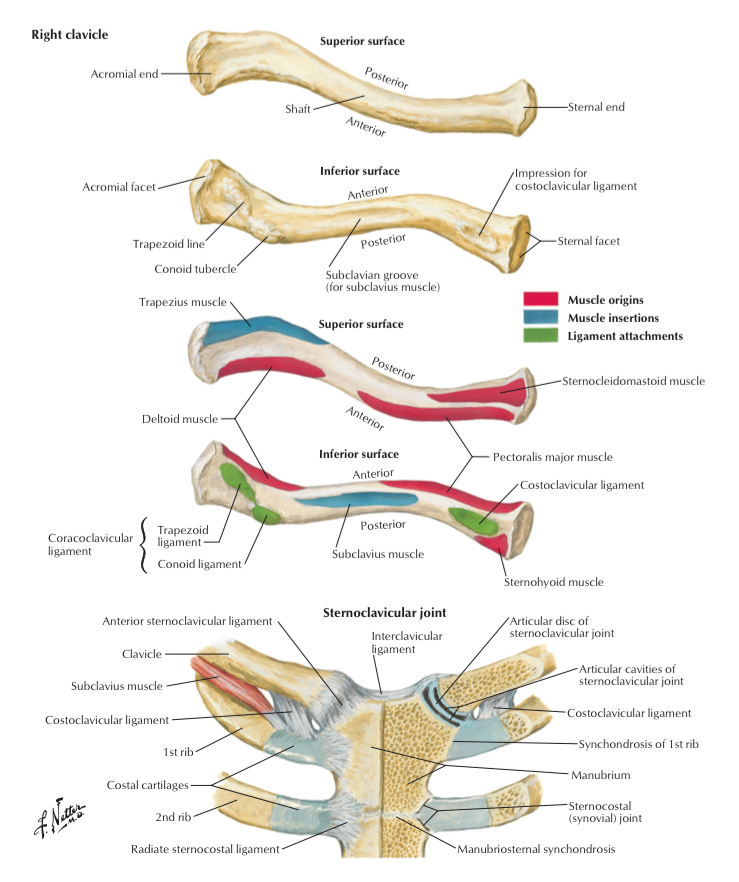 Right clavicle
Superior surface
Acromial end
Posterior
Shaft
Anterior
Sternal end
Inferior surface
Impression for
costoclavicular ligament
Acromial facet
Anterior
Trapezoid line
Posterior
Sternal facet
Conoid tubercle
Subclavian groove
(for subclavius muscle)
Trapezius muscle
Muscle origins
Muscle insertions
Ligament attachments
Superior surface
Posterior
Sternocleidomastoid muscle
Deltoid muscle
Anterior
Inferior surface
Pectoralis major muscle
Anterior
Costoclavicular ligament
Coracoclavicular
ligament
Trapezoid
ligament
Posterior
Subclavius muscle
Conoid ligament
Sternohyoid muscle
Sternoclavicular joint
Anterior sternoclavicular ligament
Interclavicular
ligament
Articular disc of
sternoclavicular joint
Clavicle
Articular cavities of
sternoclavicular joint
Subclavius muscle
Costoclavicular ligament
Costoclavicular ligament
1st rib
Synchondrosis of 1st rib
Manubrium
Costal cartilages
2nd rib
Sternocostal
(synovial) joint
Radiate sternocostal ligament
Manubriosternal synchondrosis
F. Netter
M.D.